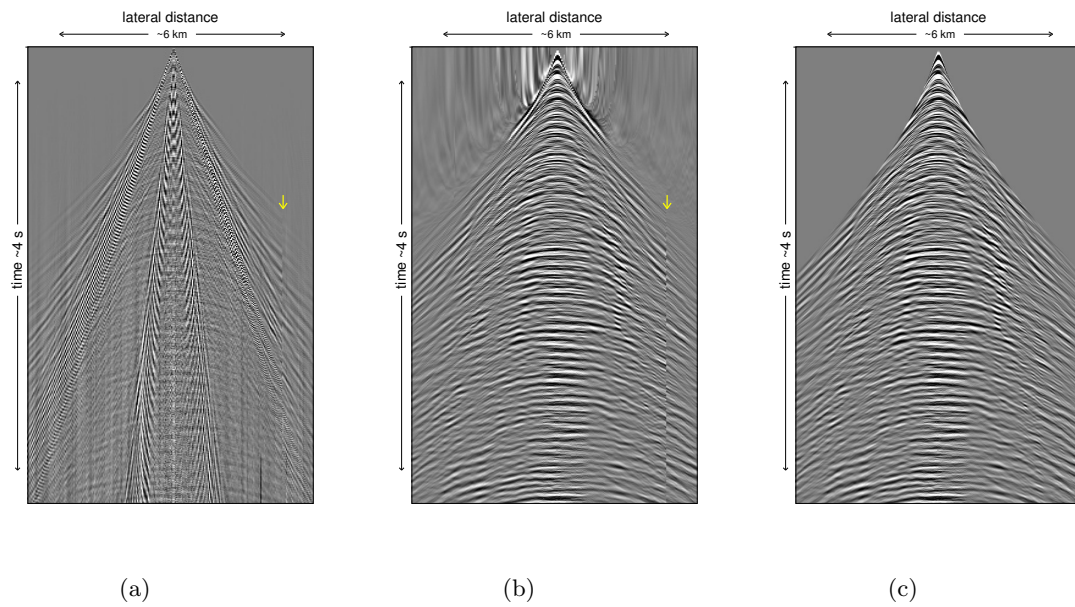 lateral distance
~6 km
time ~4 s
lateral distance
~6 km
time ~4 s
lateral distance
~6 km
time ~4 s
(a)
(b)
(c)